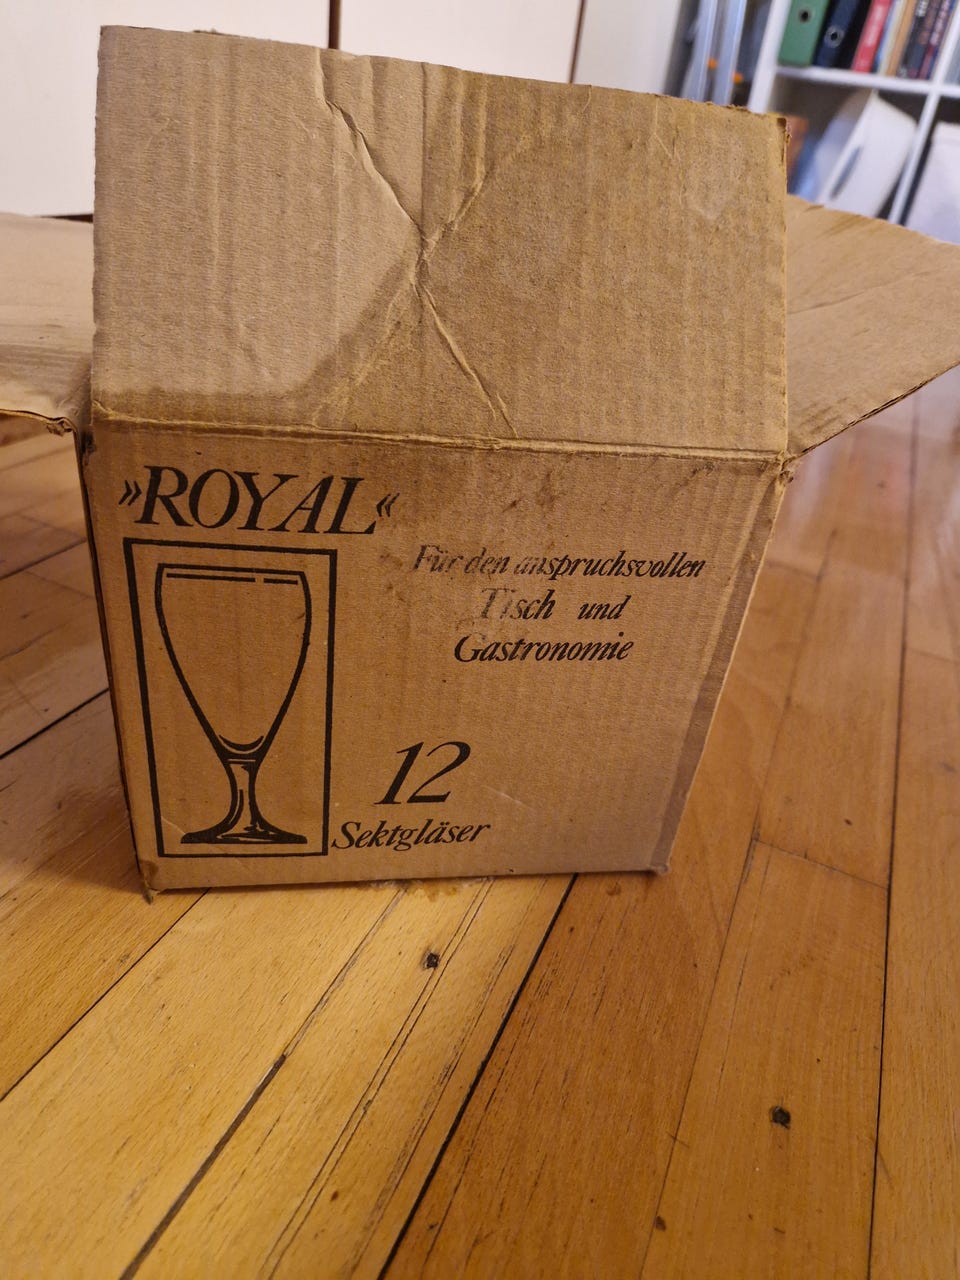 »ROYAL«
Für den anspruchsvollen
Tisch und
Gastronomie
12
Sektgläser